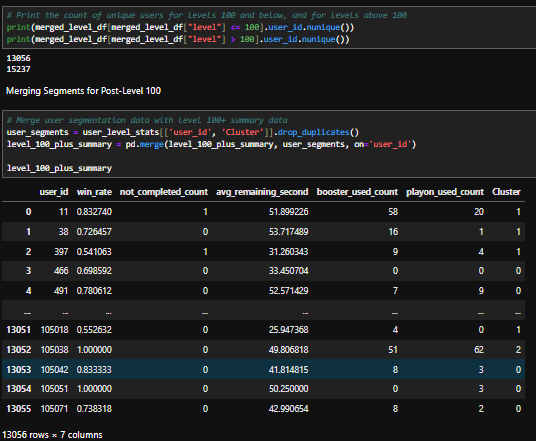 # Print the count of unique users for levels 100 and below, and for levels above 100
print(merged_level_df[merged_level_df["level"] <= 100].user_id.nunique())
print(merged_level_df[merged_level_df["level"] > 100].user_id.nunique())
13056
15237
Merging Segments for Post-Level 100
# Merge user segmentation data with Level 100+ summary data
user_segments = user_level_stats[['user_id', 'Cluster']].drop_duplicates()
level_100_plus_summary = pd.merge(level_100_plus_summary, user_segments, on='user_id')
level_100_plus_summary
user_id win_rate not_completed_count avg_remaining_second booster_used_count playon_used_count Cluster
0 11 0.832740 1 51.899226 58 20 1
1 38 0.726457 0 53.717489 16 1 1
2 397 0.541063 1 31.260343 9 4 1
3 466 0.698592 0 33.450704 0 0 0
4 491 0.780612 0 52.571429 7 9 0
... ... ... ... ... ... ... ...
13051 105018 0.552632 0 25.947368 4 0 1
13052 105038 1.000000 0 49.806818 51 62 2
13053 105042 0.833333 0 41.814815 8 3 0
13054 105051 1.000000 0 50.250000 0 3 0
13055 105071 0.738318 0 42.990654 8 2 0
13056 rows × 7 columns